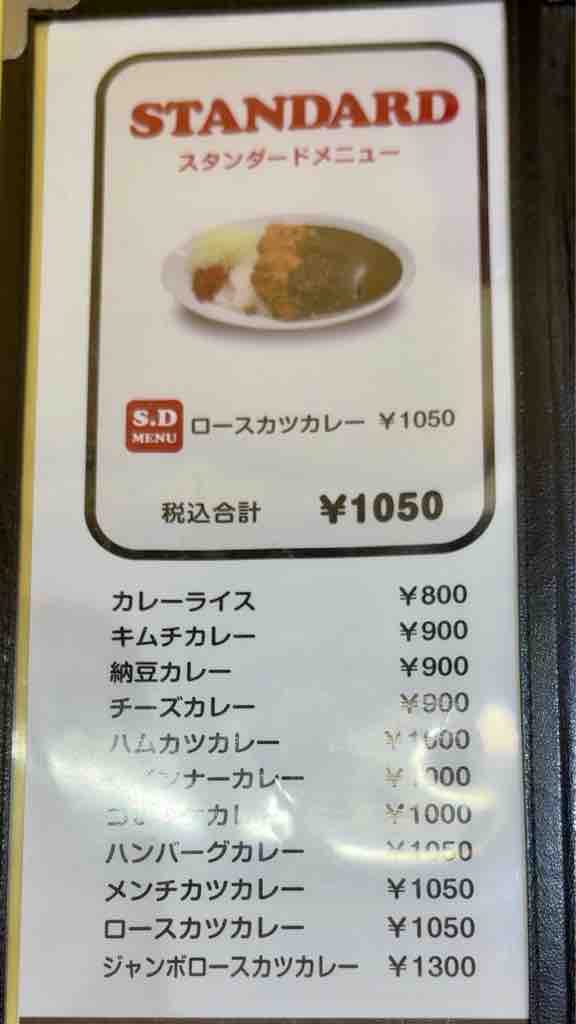 STANDARD
スタンダードメニュー
S.D
MENU
ロースカツカレー ¥1050
税込合計 ¥1050
カレーライス ¥800
キムチカレー ¥900
納豆カレー ¥900
チーズカレー ¥900
ハムカツカレー ¥1000
¥1000
¥1000
ハンバーグカレー ¥1050
メンチカツカレー ¥1050
ロースカツカレー ¥1050
ジャンボロースカツカレー ¥1300